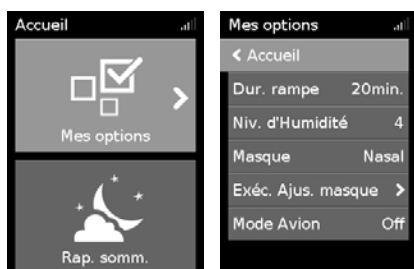 Accueil
Mes options
Rap. somm.
Mes options
Accueil
Dur. rampe 20min.
Niv. d'Humidité 4
Masque Nasal
Exéc. Ajus. masque
Mode Avion Off